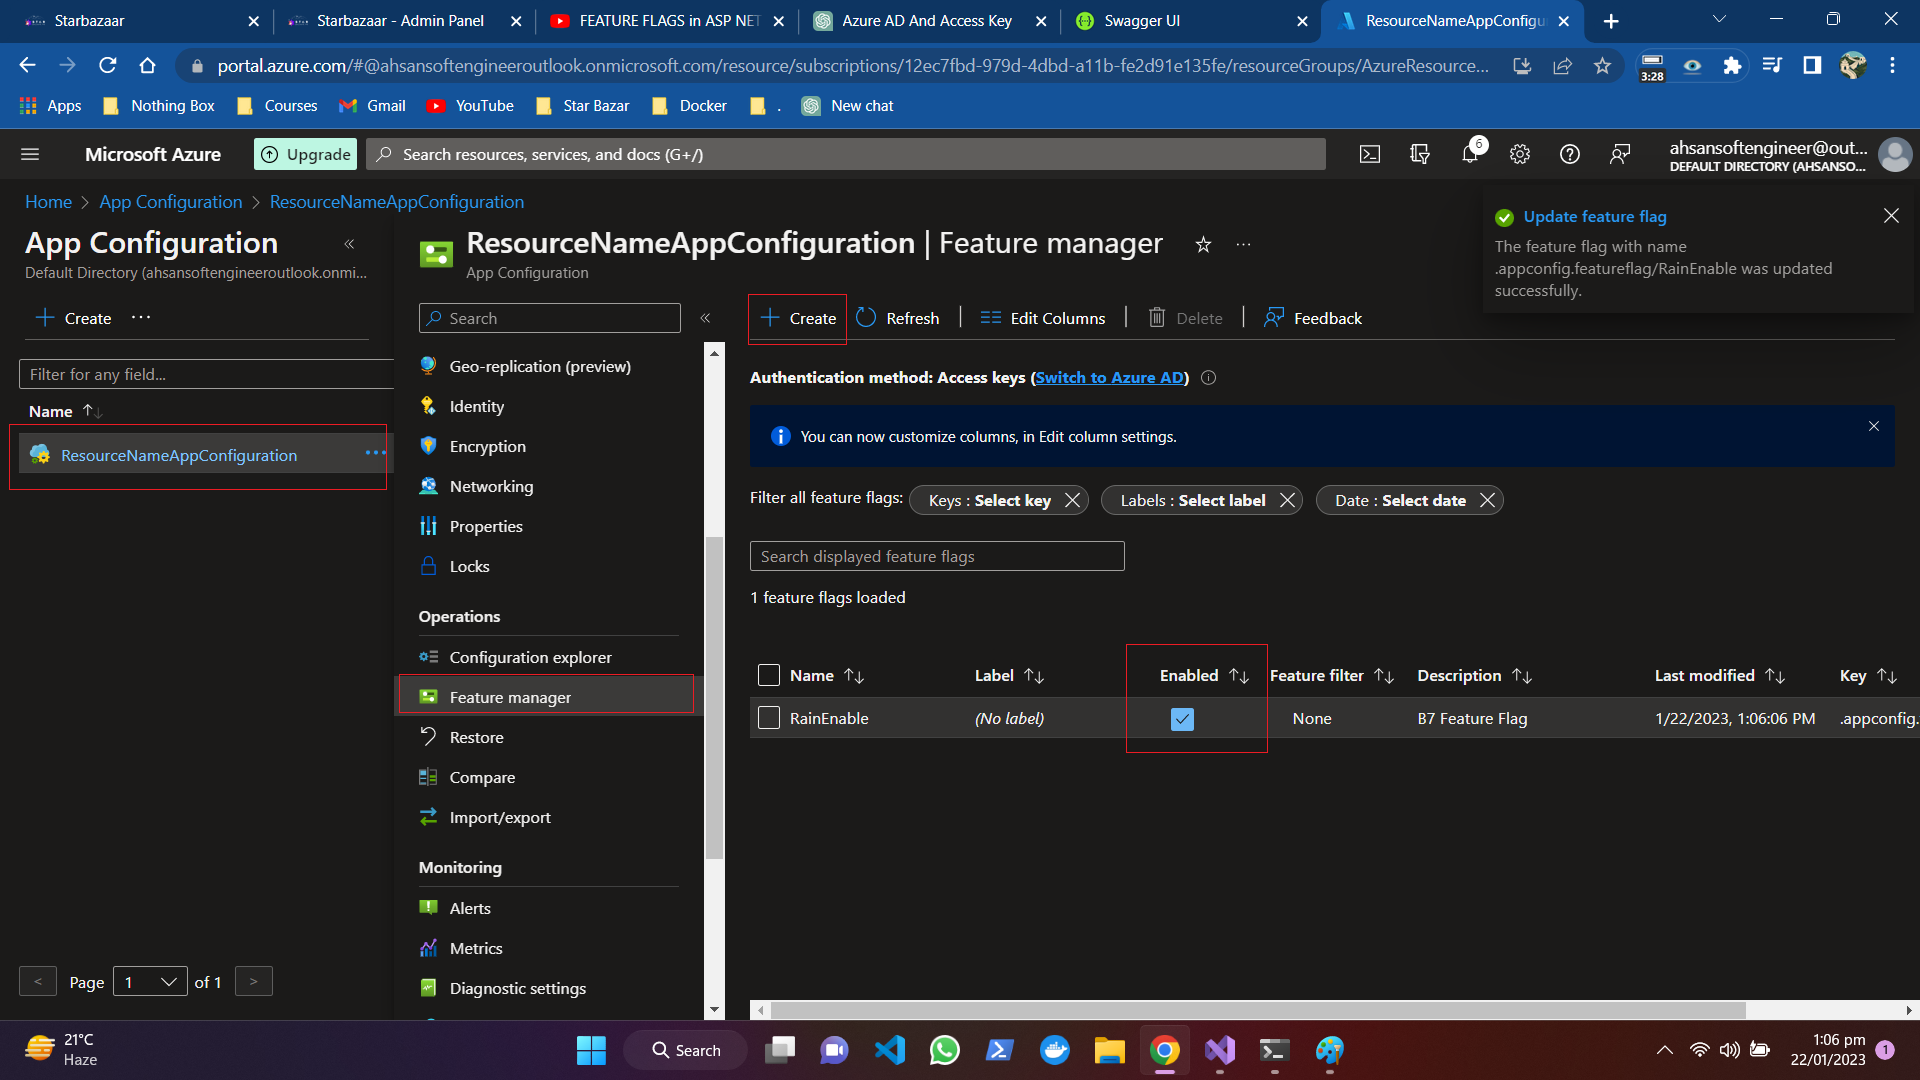 Starbazaar
Starbazaar - Admin Panel
FEATURE FLAGS in ASP NET
Azure AD And Access Key
Swagger UI
ResourceNameAppConfigu
portal.azure.com/#@ahsansoftengineeroutlook.onmicrosoft.com/resource/subscriptions/12ec7fbd-979d-4dbd-a11b-fe2d91e135fe/resourceGroups/AzureResource...
3:28
Apps
Nothing Box
Courses
Gmail
YouTube
Star Bazar
Docker
.
New chat
Microsoft Azure
Upgrade
Search resources, services, and docs (G+/)
6
ahsansoftengineer@out...
DEFAULT DIRECTORY (AHSANSO...
Home > App Configuration > ResourceNameAppConfiguration
Update feature flag
The feature flag with name
.appconfig.featureflag/RainEnable was updated
successfully.
App Configuration
Default Directory (ahsansoftengineeroutlook.onmi...
Create
...
Filter for any field...
Name
ResourceNameAppConfiguration
...
< Page 1 of 1 >
ResourceNameAppConfiguration | Feature manager
...
App Configuration
Search
Geo-replication (preview)
Identity
Encryption
Networking
Properties
Locks
Operations
Configuration explorer
Feature manager
Restore
Compare
Import/export
Monitoring
Alerts
Metrics
Diagnostic settings
Create
Refresh
Edit Columns
Delete
Feedback
Authentication method: Access keys (Switch to Azure AD)
You can now customize columns, in Edit column settings.
Filter all feature flags:
Keys : Select key
Labels : Select label
Date : Select date
Search displayed feature flags
1 feature flags loaded
Name Label Enabled Feature filter Description Last modified Key
RainEnable (No label) None B7 Feature Flag 1/22/2023, 1:06:06 PM .appconfig.
21°C
Haze
Search
1:06 pm
22/01/2023
1